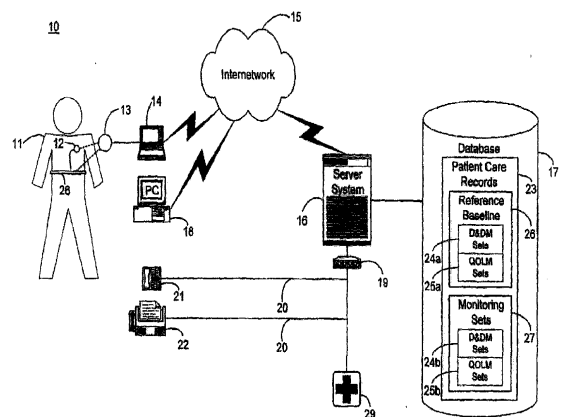 10
15
Internetwork
14
13
12
11
28
PC
18
Server
System
16
19
21
20
22
20
29
Database
17
Patient Care
Records
23
Reference
Baseline
26
D&DM
Sets
24a
QOLM
Sets
25a
Monitoring
Sets
27
D&DM
Sets
24b
QOLM
Sets
25b